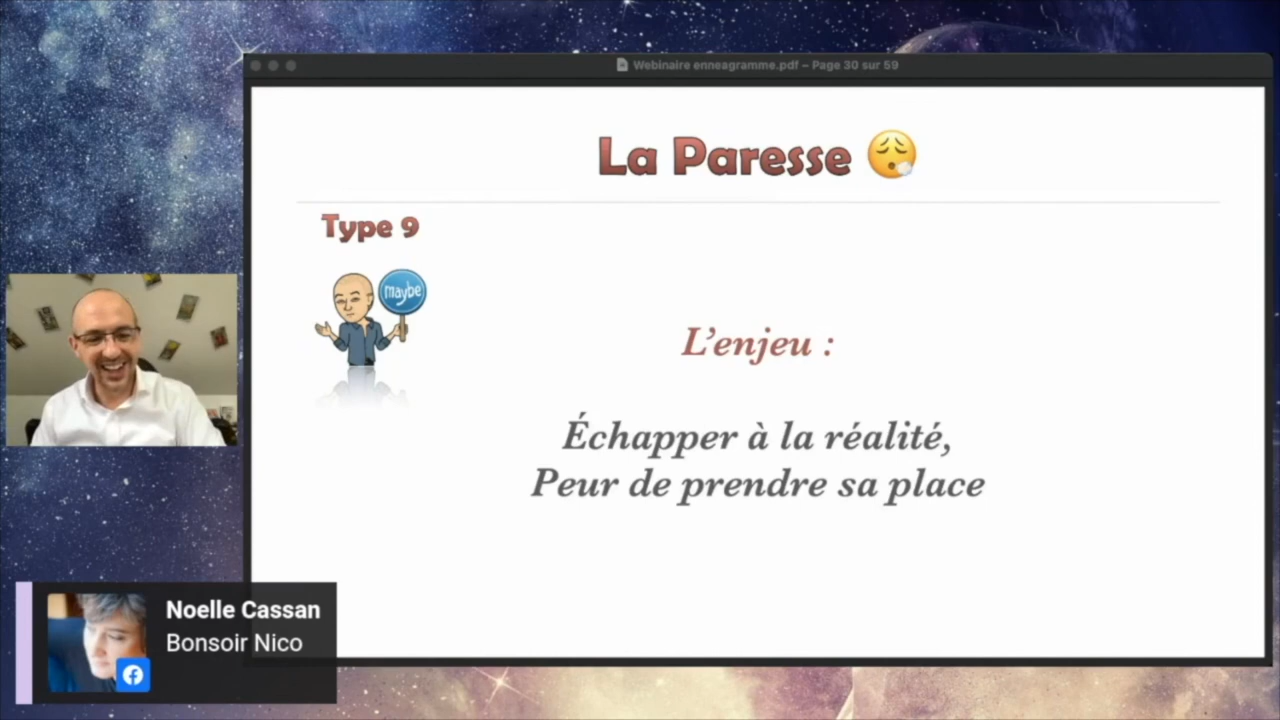 Webinaire enneagramme.pdf – Page 30 sur 59
La Paresse 😮‍💨
Type 9
maybe
L’enjeu :
Échapper à la réalité,
Peur de prendre sa place
Noelle Cassan
Bonsoir Nico